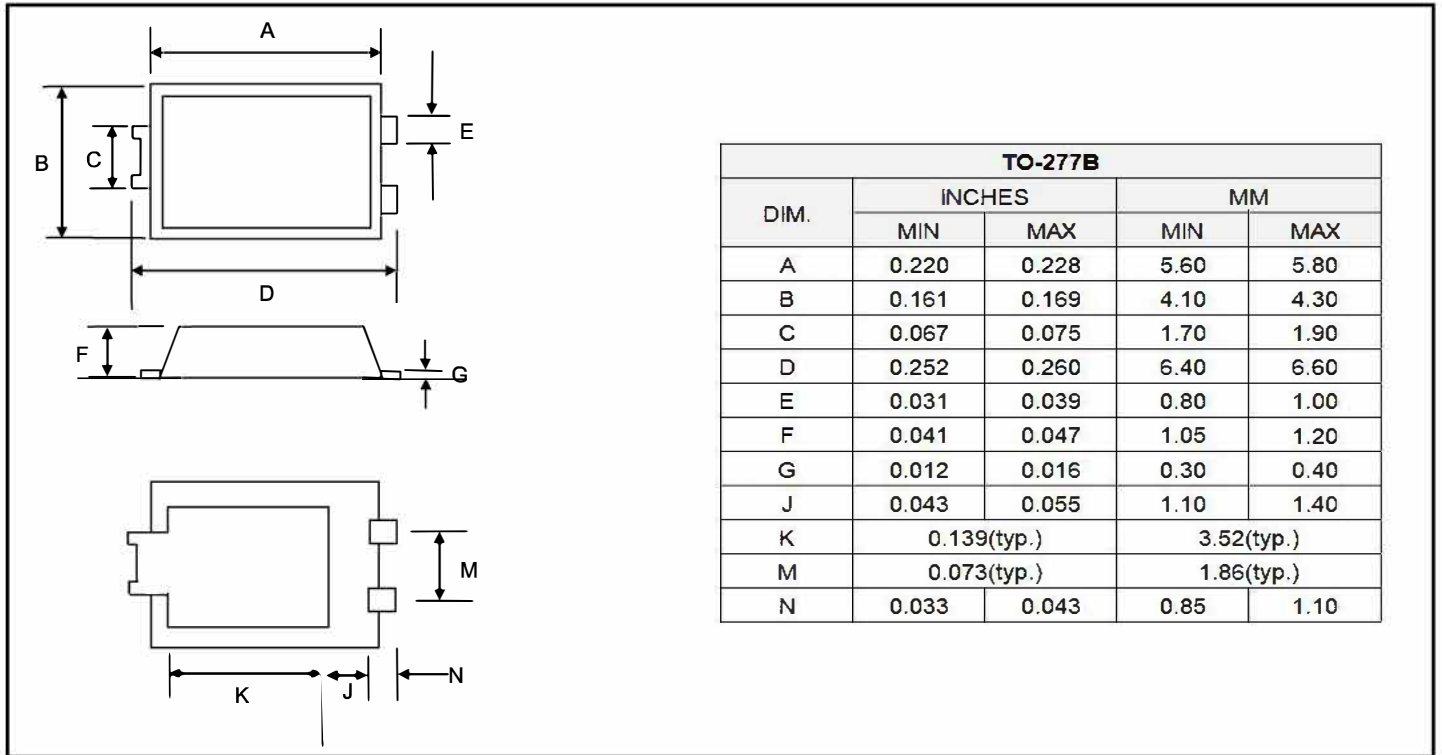 A
B
C
E
D
F
G
M
K
J
N
TO-277B
DIM. INCHES MM
MIN MAX MIN MAX
A 0.220 0.228 5.60 5.80
B 0.161 0.169 4.10 4.30
C 0.067 0.075 1.70 1.90
D 0.252 0.260 6.40 6.60
E 0.031 0.039 0.80 1.00
F 0.041 0.047 1.05 1.20
G 0.012 0.016 0.30 0.40
J 0.043 0.055 1.10 1.40
K 0.139(typ.) 3.52(typ.)
M 0.073(typ.) 1.86(typ.)
N 0.033 0.043 0.85 1.10